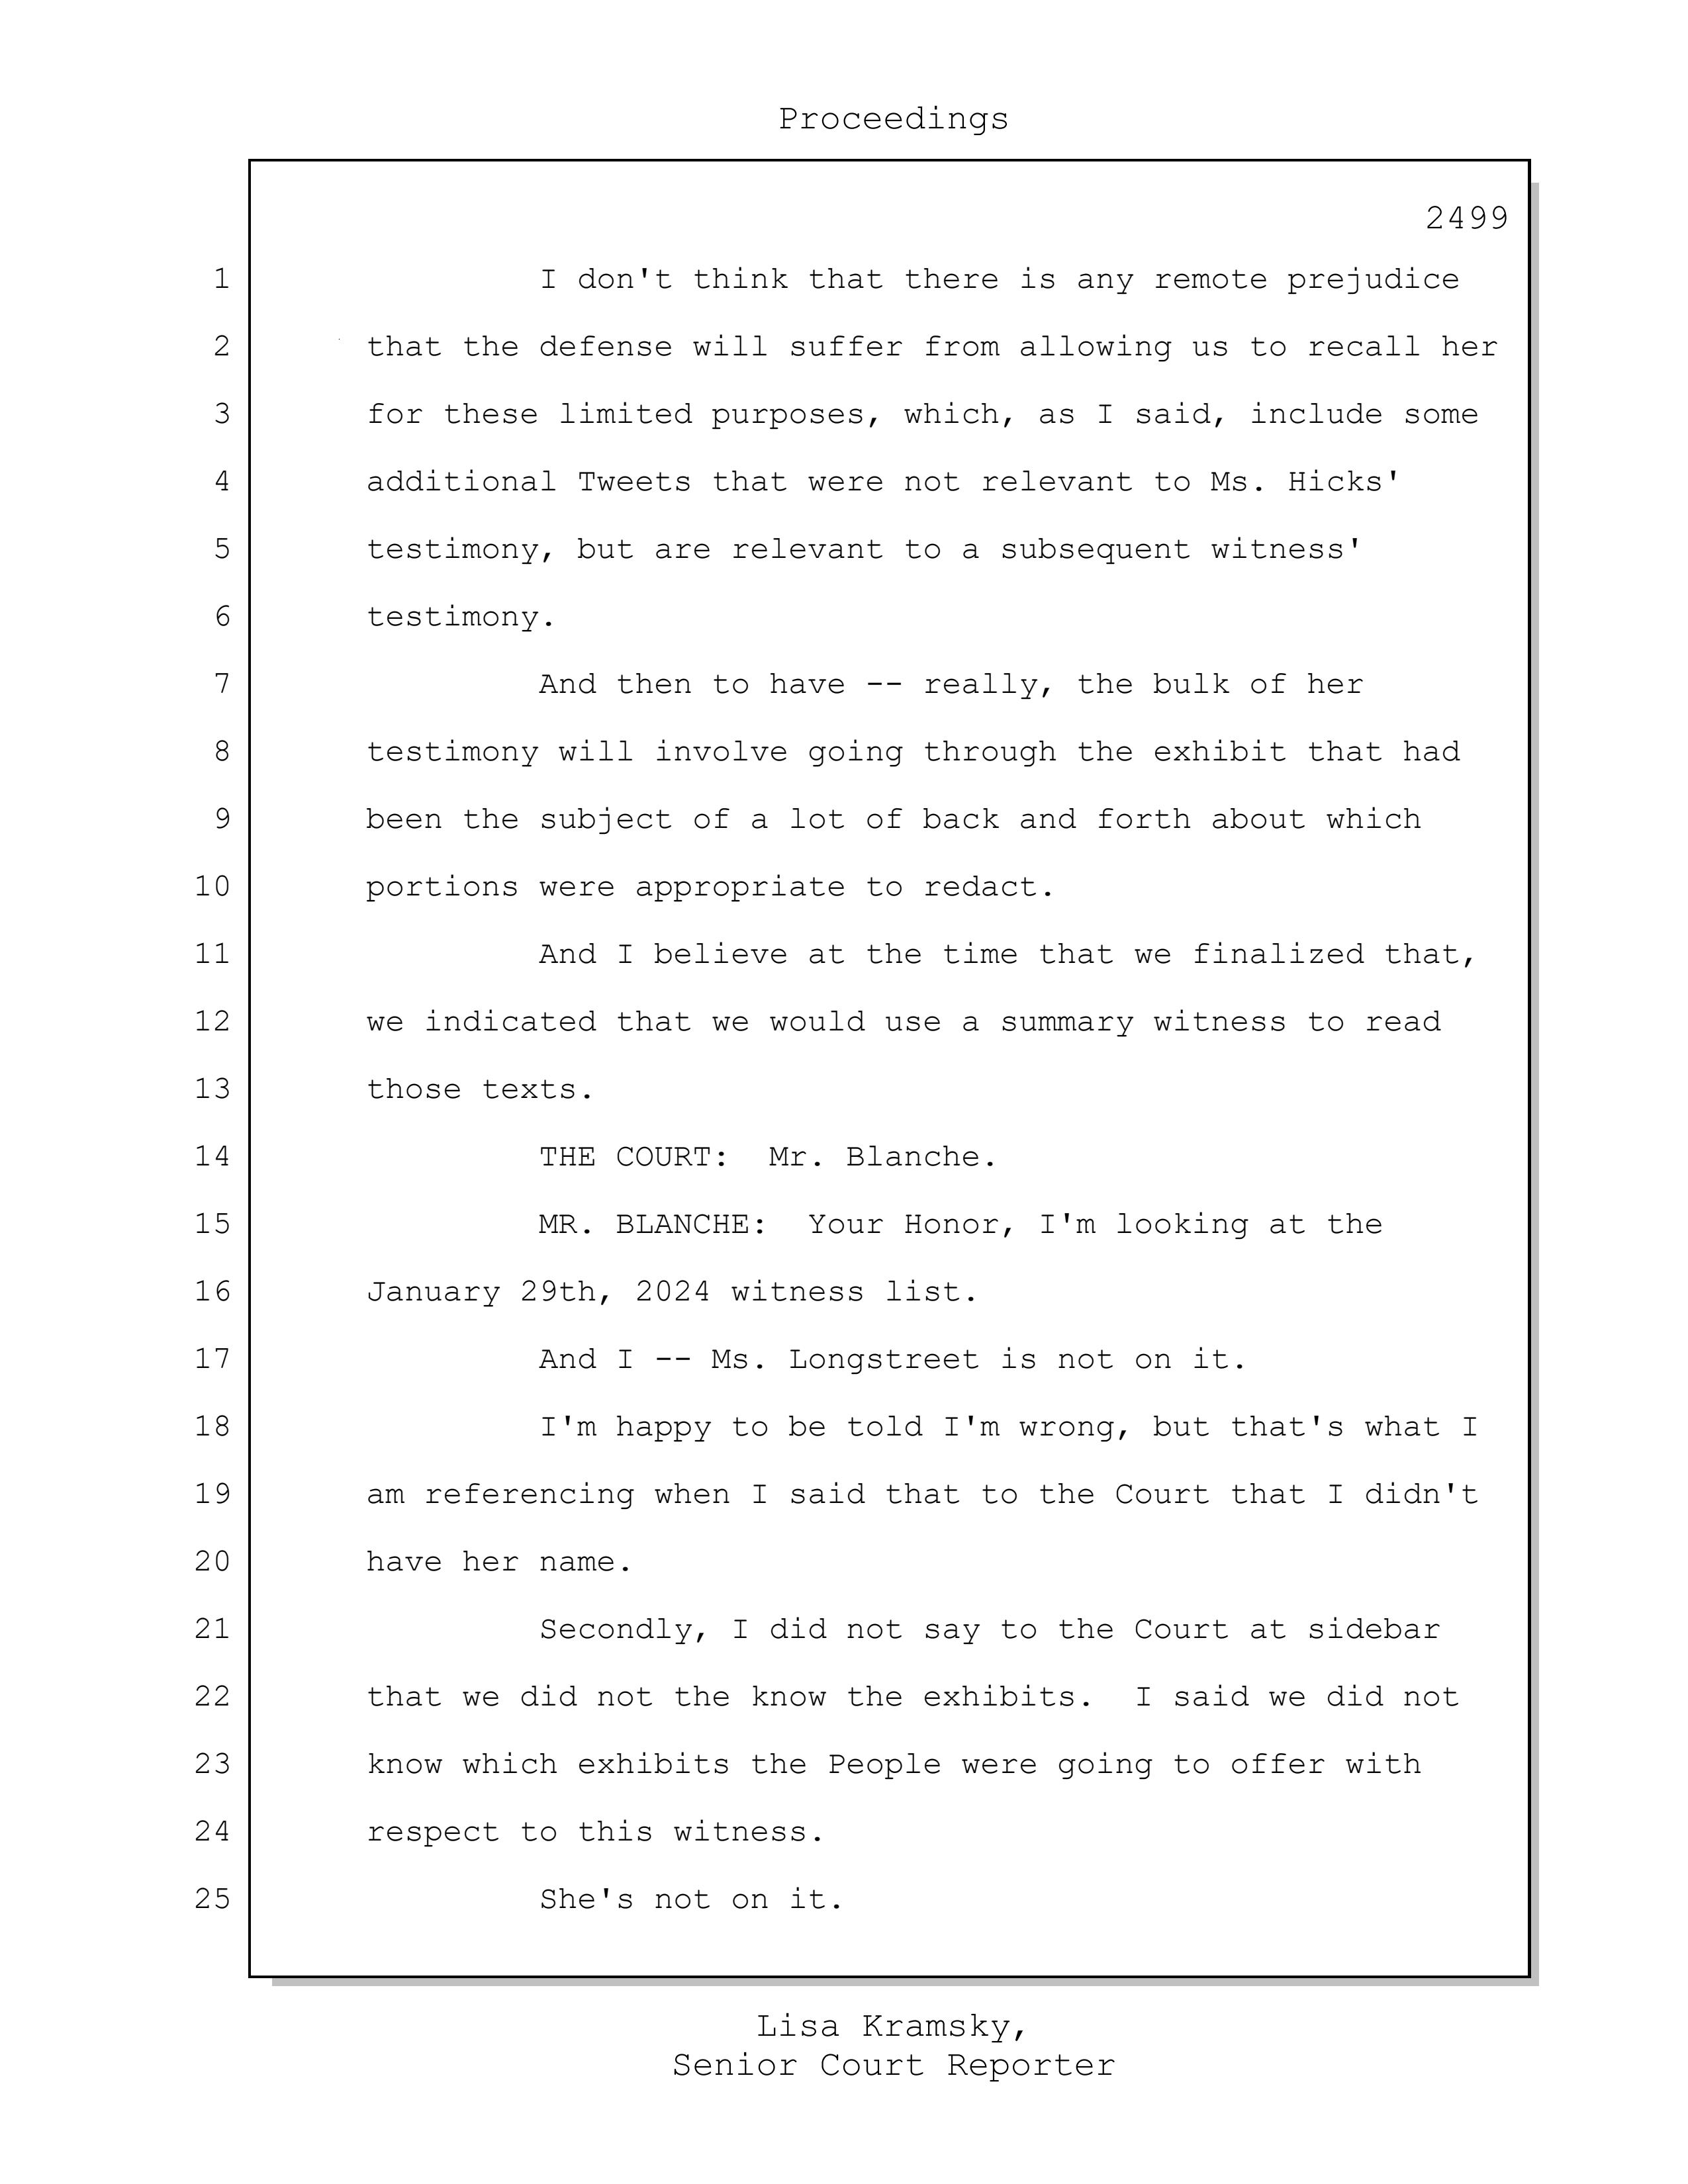 Proceedings
2499
1 I don't think that there is any remote prejudice
2 that the defense will suffer from allowing us to recall her
3 for these limited purposes, which, as I said, include some
4 additional Tweets that were not relevant to Ms. Hicks'
5 testimony, but are relevant to a subsequent witness'
6 testimony.
7 And then to have -- really, the bulk of her
8 testimony will involve going through the exhibit that had
9 been the subject of a lot of back and forth about which
10 portions were appropriate to redact.
11 And I believe at the time that we finalized that,
12 we indicated that we would use a summary witness to read
13 those texts.
14 THE COURT:  Mr. Blanche.
15 MR. BLANCHE:  Your Honor, I'm looking at the
16 January 29th, 2024 witness list.
17 And I -- Ms. Longstreet is not on it.
18 I'm happy to be told I'm wrong, but that's what I
19 am referencing when I said that to the Court that I didn't
20 have her name.
21 Secondly, I did not say to the Court at sidebar
22 that we did not the know the exhibits.  I said we did not
23 know which exhibits the People were going to offer with
24 respect to this witness.
25 She's not on it.
Lisa Kramsky,
Senior Court Reporter